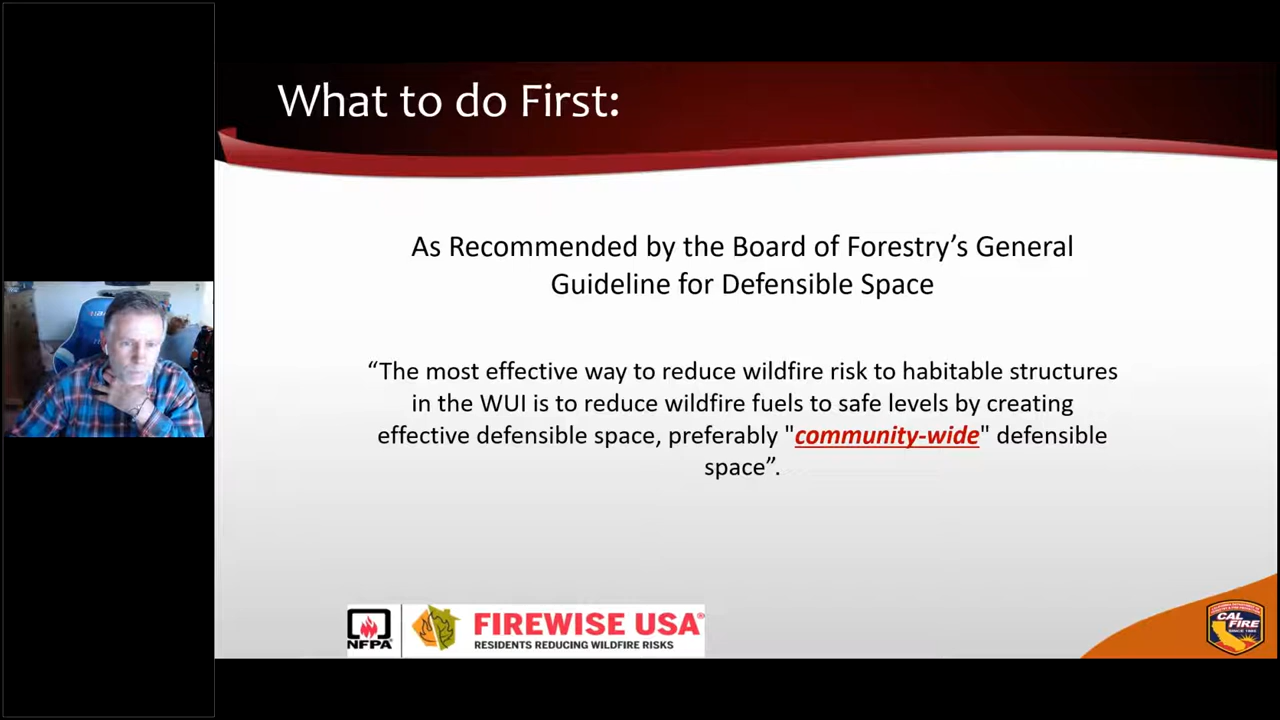 What to do First:
As Recommended by the Board of Forestry’s General
Guideline for Defensible Space
“The most effective way to reduce wildfire risk to habitable structures
in the WUI is to reduce wildfire fuels to safe levels by creating
effective defensible space, preferably "community-wide" defensible
space”.
NFPA
FIREWISE USA®
RESIDENTS REDUCING WILDFIRE RISKS
CAL
FIRE
SINCE 1885